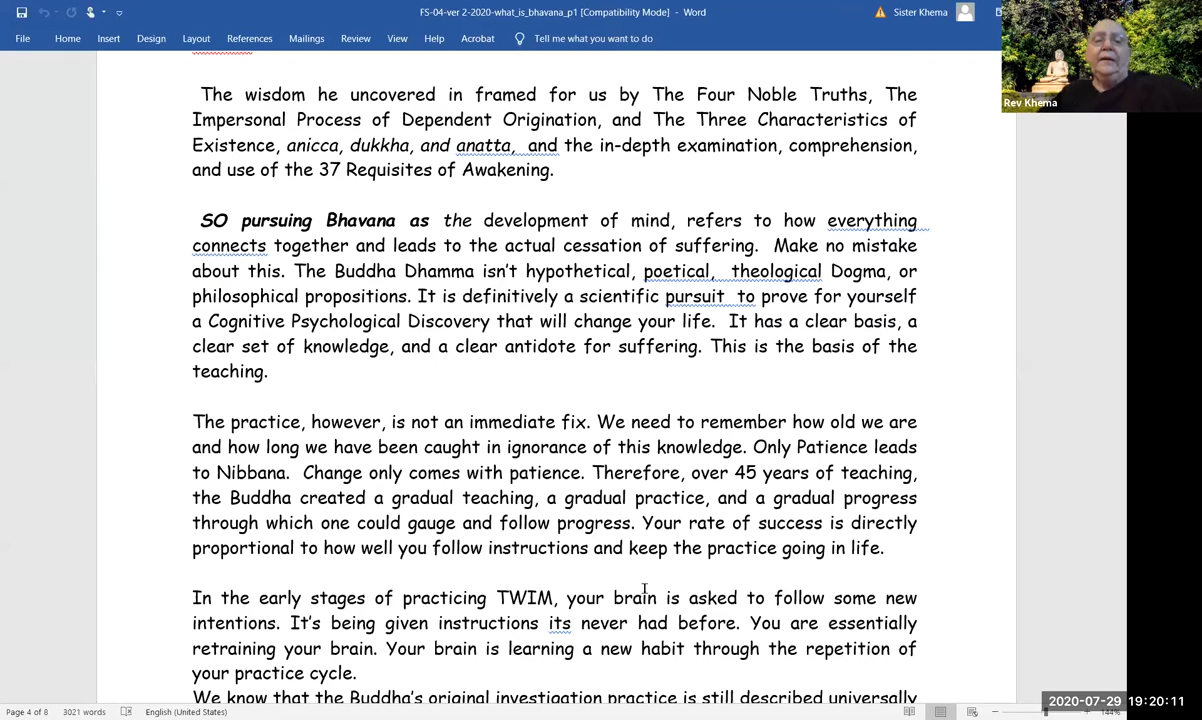 FS-04-ver 2-2020-what_is_bhavana_p1 [Compatibility Mode] - Word
Sister Khema
File Home Insert Design Layout References Mailings Review View Help Acrobat Tell me what you want to do
Rev Khema
The wisdom he uncovered in framed for us by The Four Noble Truths, The
Impersonal Process of Dependent Origination, and The Three Characteristics of
Existence, anicca, dukkha, and anatta, and the in-depth examination, comprehension,
and use of the 37 Requisites of Awakening.
SO pursuing Bhavana as the development of mind, refers to how everything
connects together and leads to the actual cessation of suffering. Make no mistake
about this. The Buddha Dhamma isn't hypothetical, poetical, theological Dogma, or
philosophical propositions. It is definitively a scientific pursuit to prove for yourself
a Cognitive Psychological Discovery that will change your life. It has a clear basis, a
clear set of knowledge, and a clear antidote for suffering. This is the basis of the
teaching.
The practice, however, is not an immediate fix. We need to remember how old we are
and how long we have been caught in ignorance of this knowledge. Only Patience leads
to Nibbana. Change only comes with patience. Therefore, over 45 years of teaching,
the Buddha created a gradual teaching, a gradual practice, and a gradual progress
through which one could gauge and follow progress. Your rate of success is directly
proportional to how well you follow instructions and keep the practice going in life.
In the early stages of practicing TWIM, your brain is asked to follow some new
intentions. It's being given instructions its never had before. You are essentially
retraining your brain. Your brain is learning a new habit through the repetition of
your practice cycle.
We know that the Buddha's original investigation practice is still described universally
Page 4 of 8 3021 words English (United States) 144%
2020-07-29 20:20:11